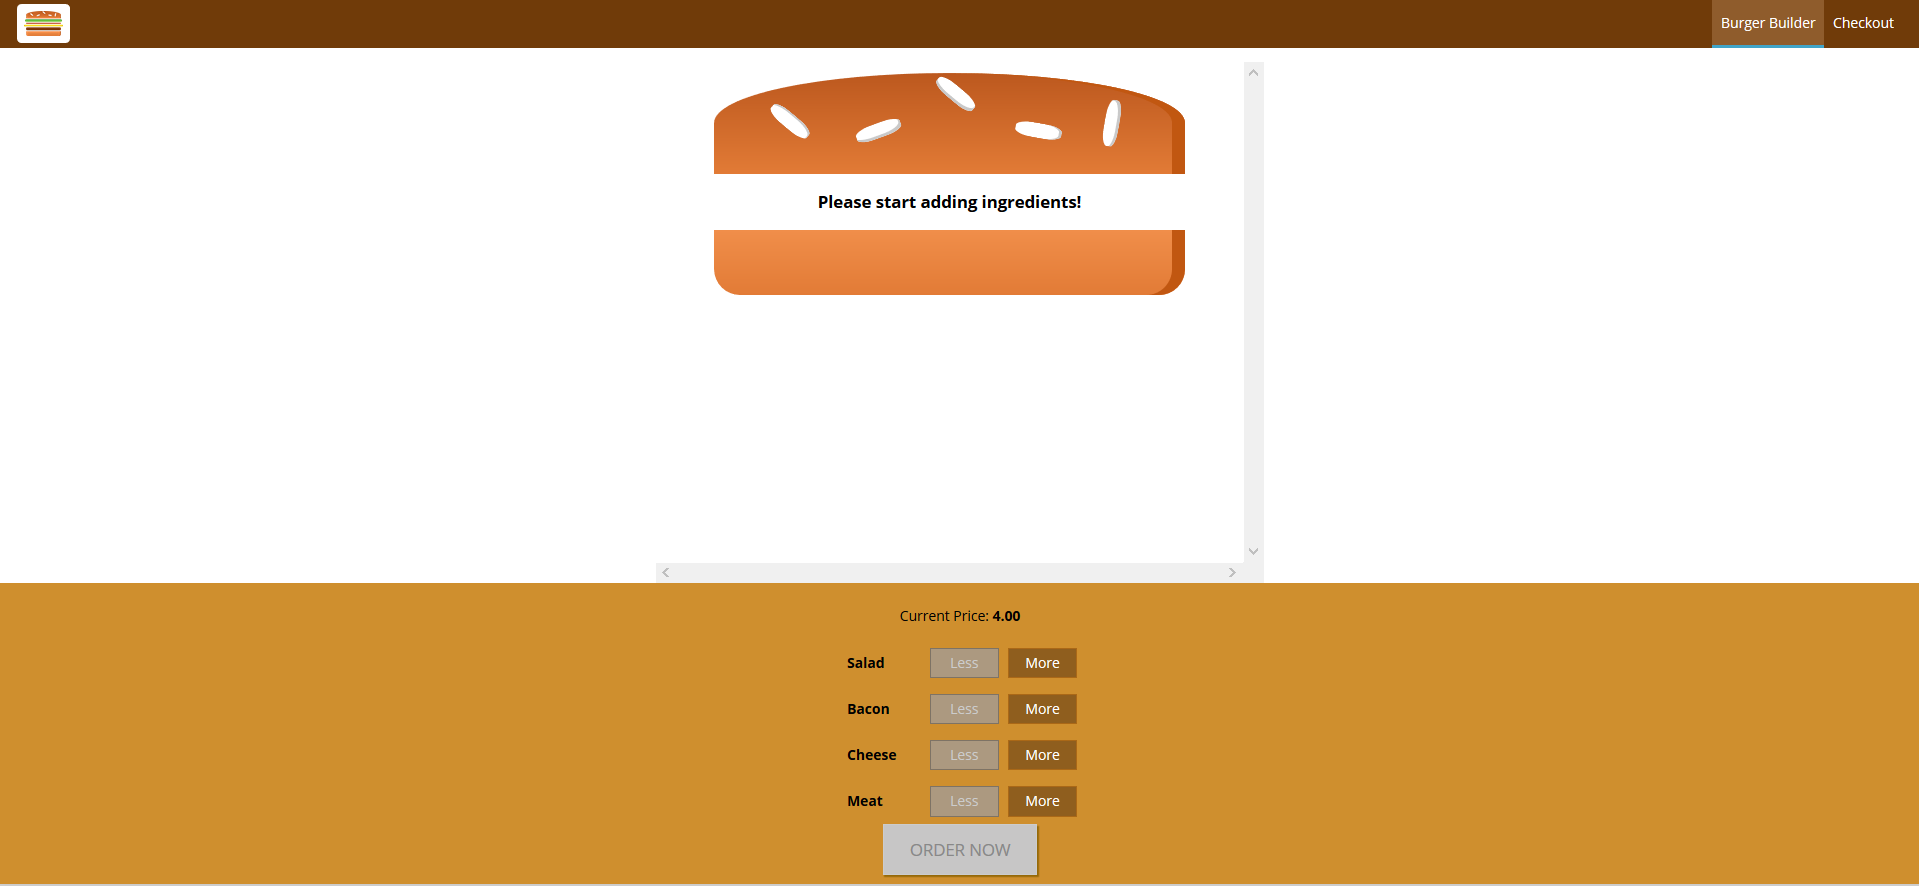 Burger Builder Checkout
Please start adding ingredients!
Current Price: 4.00
Salad Less More
Bacon Less More
Cheese Less More
Meat Less More
ORDER NOW